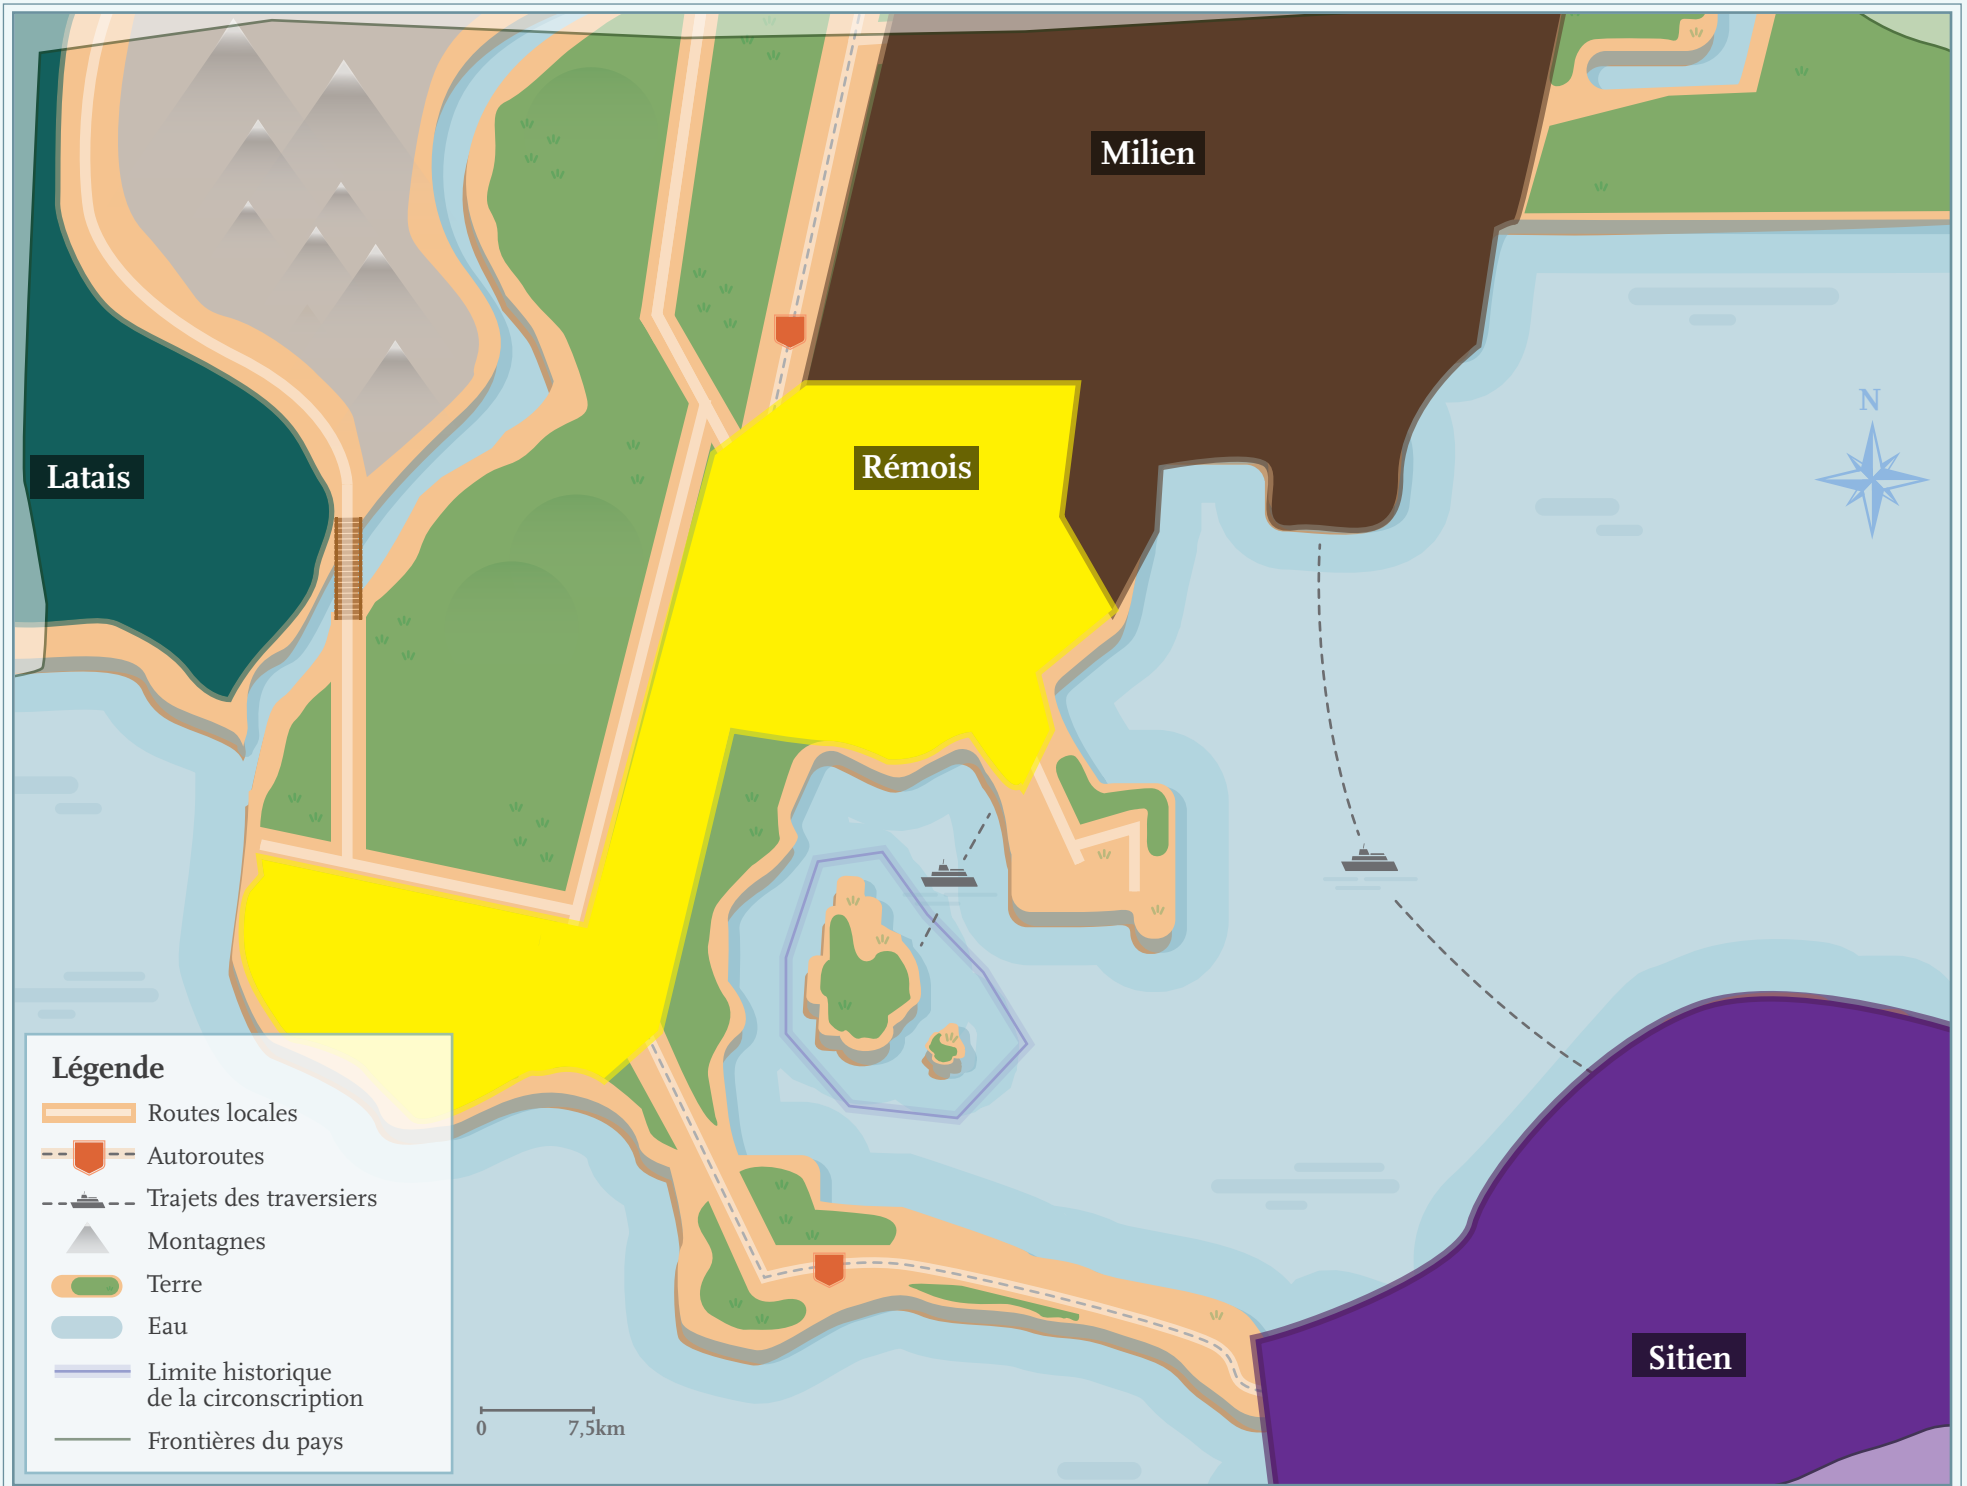 Milien
N
Rémois
Latais
Légende
Routes locales
Autoroutes
Trajets des traversiers
Montagnes
Terre
Eau
Limite historique
de la circonscription
Frontières du pays
0 7,5km
Sitien